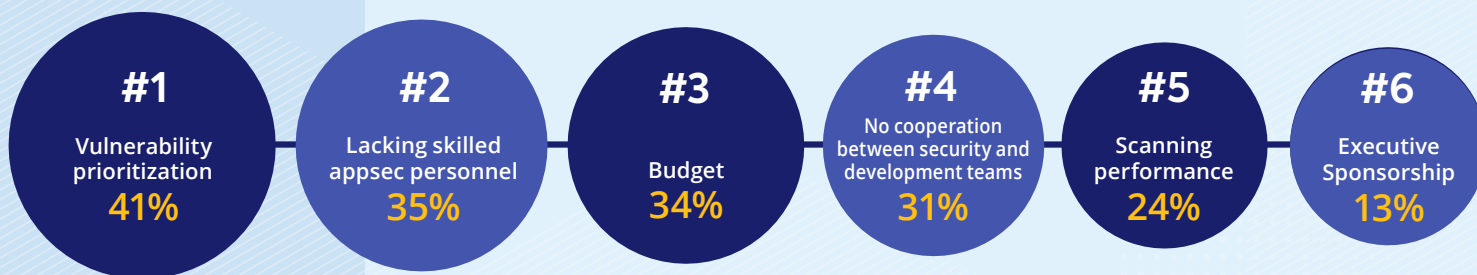 #1
Vulnerability
prioritization
41%
#2
Lacking skilled
appsec personnel
35%
#3
Budget
34%
#4
No cooperation
between security and
development teams
31%
#5
Scanning
performance
24%
#6
Executive
Sponsorship
13%